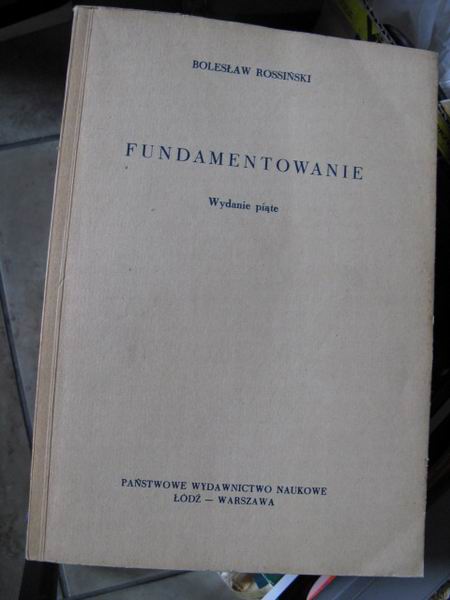 BOLESŁAW ROSSIŃSKI
FUNDAMENTOWANIE
Wydanie piąte
PAŃSTWOWE WYDAWNICTWO NAUKOWE
ŁÓDŹ — WARSZAWA